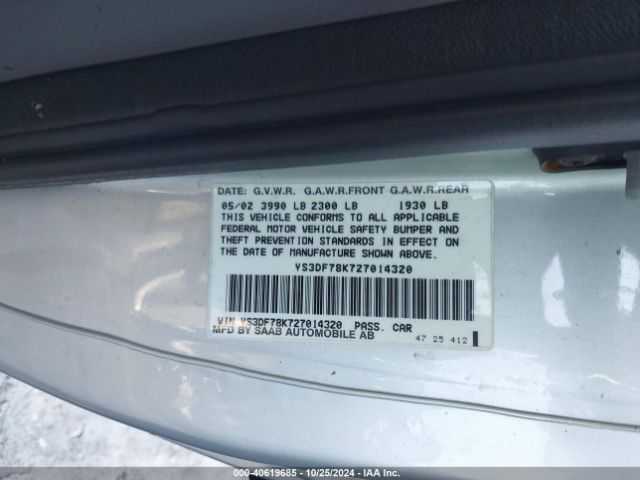 DATE: G.V.W.R. G.A.W.R.FRONT G.A.W.R.REAR
05/02 3990 LB 2300 LB 1930 LB
THIS VEHICLE CONFORMS TO ALL APPLICABLE
FEDERAL MOTOR VEHICLE SAFETY BUMPER AND
THEFT PREVENTION STANDARDS IN EFFECT ON
THE DATE OF MANUFACTURE SHOWN ABOVE.
YS3DF78K727014320
VIN YS3DF78K727014320 PASS. CAR
MFD BY SAAB AUTOMOBILE AB
47 25 412
000-40619685 - 10/25/2024 - IAA Inc.